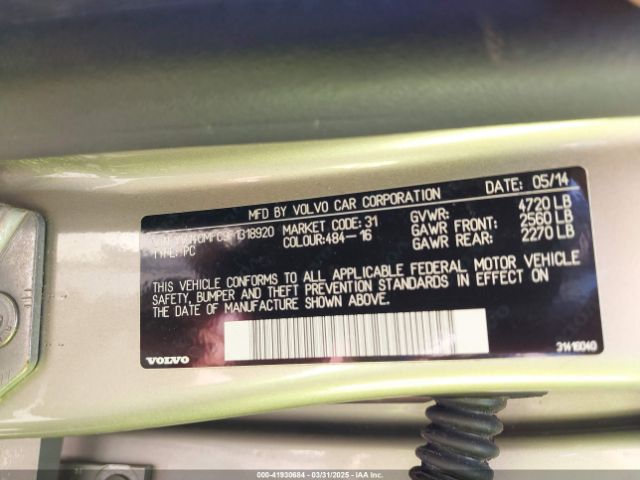 MFD BY VOLVO CAR CORPORATION DATE: 05/14
1318920 MARKET CODE: 31 GVWR: 4720 LB
TYPE: PC COLOUR: 484-16 GAWR FRONT: 2560 LB
GAWR REAR: 2270 LB
THIS VEHICLE CONFORMS TO ALL APPLICABLE FEDERAL MOTOR VEHICLE
SAFETY, BUMPER AND THEFT PREVENTION STANDARDS IN EFFECT ON
THE DATE OF MANUFACTURE SHOWN ABOVE.
VOLVO 31416040
000-41930684 - 03/31/2025 - IAA